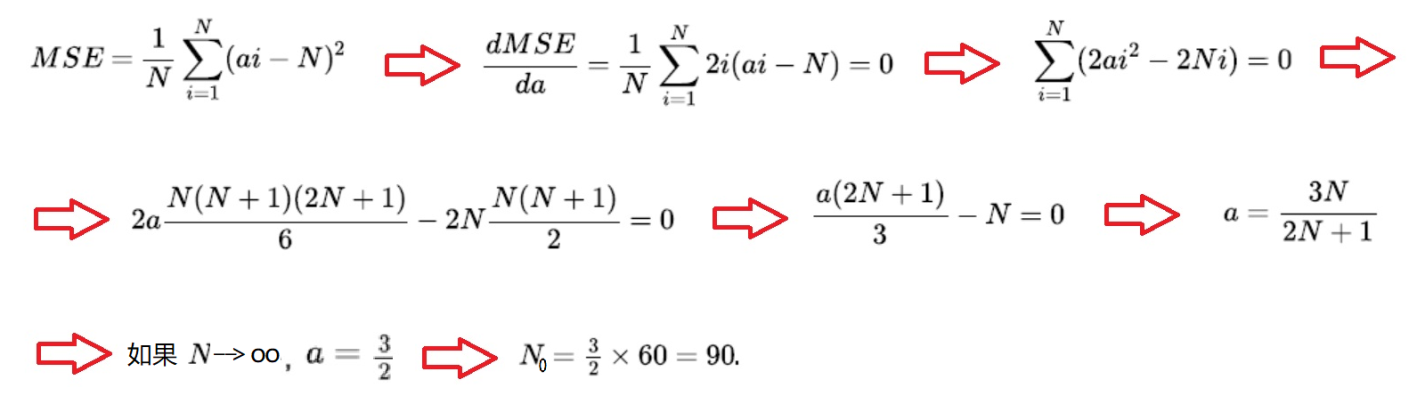 MSE = \frac{1}{N} \sum_{i=1}^{N} (ai - N)^2 ⇨ \frac{dMSE}{da} = \frac{1}{N} \sum_{i=1}^{N} 2i(ai - N) = 0 ⇨ \sum_{i=1}^{N} (2ai^2 - 2Ni) = 0 ⇨
⇨ 2a \frac{N(N+1)(2N+1)}{6} - 2N \frac{N(N+1)}{2} = 0 ⇨ \frac{a(2N+1)}{3} - N = 0 ⇨ a = \frac{3N}{2N+1}
⇨ 如果 N --> ∞, a = \frac{3}{2} ⇨ N_0 = \frac{3}{2} × 60 = 90.